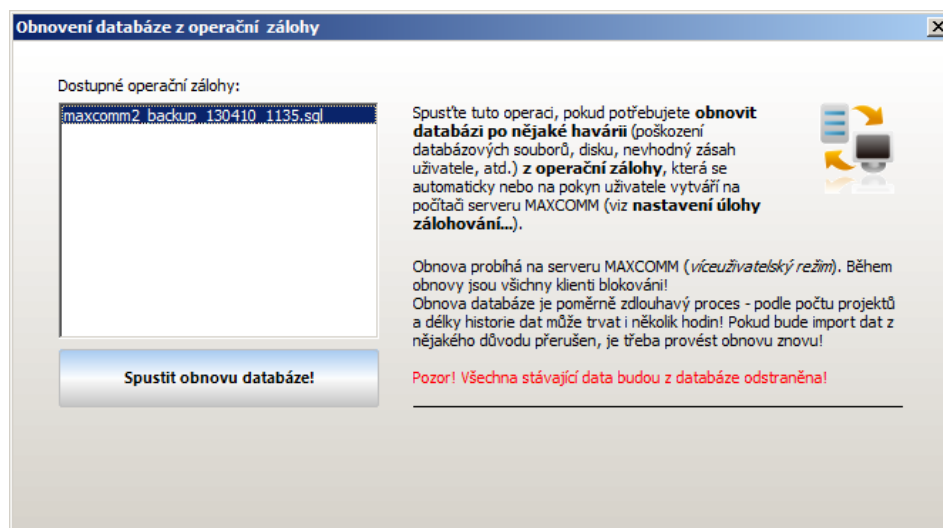 Obnovení databáze z operační zálohy
Dostupné operační zálohy:
maxcomm2_backup_130410_1135.sql
Spusťte tuto operaci, pokud potřebujete obnovit
databázi po nějaké havárii (poškození
databázových souborů, disku, nevhodný zásah
uživatele, atd.) z operační zálohy, která se
automaticky nebo na pokyn uživatele vytváří na
počítači serveru MAXCOMM (viz nastavení úlohy
zálohování...).
Obnova probíhá na serveru MAXCOMM (víceuživatelský režim). Během
obnovy jsou všichny klienti blokováni!
Obnova databáze je poměrně zdlouhavý proces - podle počtu projektů
a délky historie dat může trvat i několik hodin! Pokud bude import dat z
nějakého důvodu přerušen, je třeba provést obnovu znovu!
Spustit obnovu databáze!
Pozor! Všechna stávající data budou z databáze odstraněna!